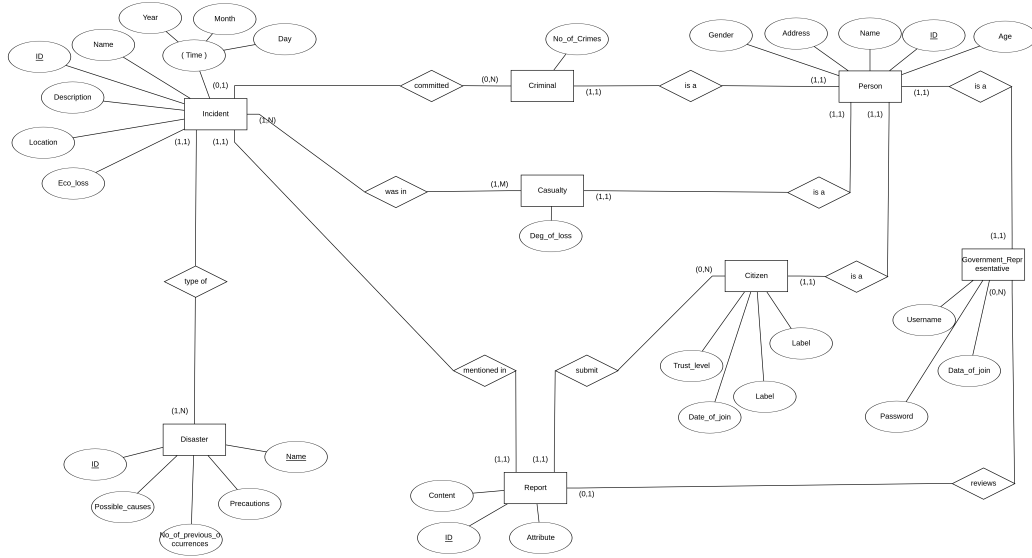 Year
Month
Day
( Time )
Name
ID
Description
Location
Eco_loss
Incident
(0,1)
(1,N)
(1,1)
(1,1)
committed
(0,N)
No_of_Crimes
Criminal
(1,1)
is a
(1,1)
Gender
Address
Name
ID
Age
Person
(1,1)
is a
(1,1)
(1,1)
was in
(1,M)
Casualty
(1,1)
is a
Deg_of_loss
(1,1)
Government_Repr
esentative
(0,N)
Username
Data_of_join
Password
(0,N)
Citizen
(1,1)
is a
Label
Trust_level
Label
Date_of_join
type of
mentioned in
submit
(1,N)
Disaster
ID
Name
Possible_causes
Precautions
No_of_previous_o
ccurrences
(1,1)
(1,1)
Report
(0,1)
reviews
Content
ID
Attribute